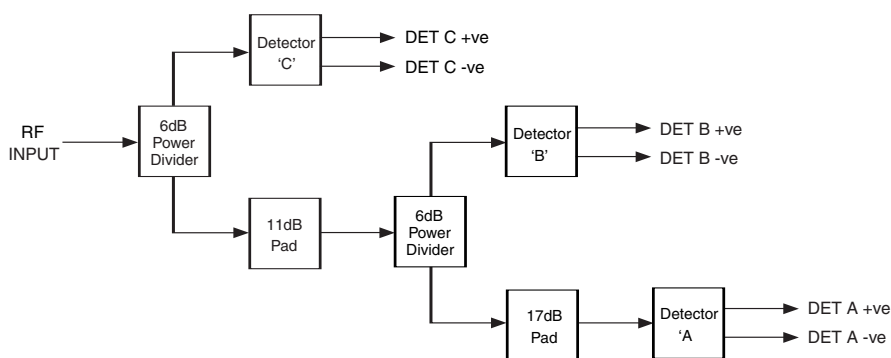 Detector
'C'
DET C +ve
DET C -ve
RF
INPUT
6dB
Power
Divider
Detector
'B'
DET B +ve
DET B -ve
11dB
Pad
6dB
Power
Divider
17dB
Pad
Detector
'A
DET A +ve
DET A -ve